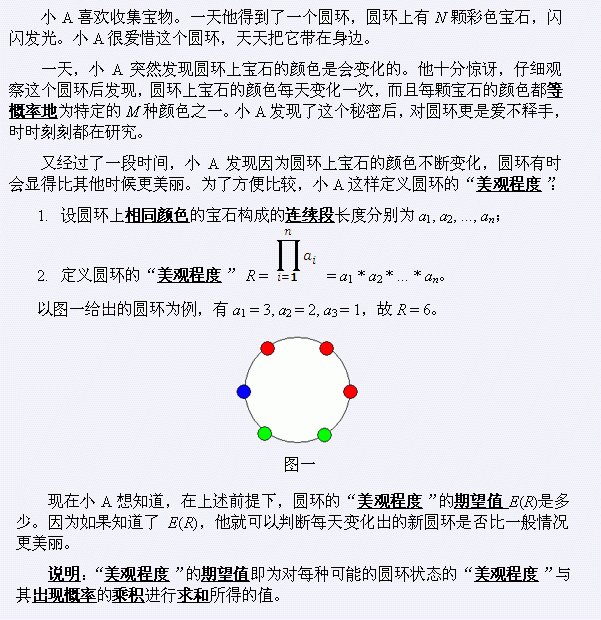 小 A 喜欢收集宝物。一天他得到了一个圆环，圆环上有 N 颗彩色宝石，闪
闪发光。小 A 很爱惜这个圆环，天天把它带在身边。
一天，小 A 突然发现圆环上宝石的颜色是会变化的。他十分惊讶，仔细观
察这个圆环后发现，圆环上宝石的颜色每天变化一次，而且每颗宝石的颜色都等
概率地为特定的 M 种颜色之一。小 A 发现了这个秘密后，对圆环更是爱不释手，
时时刻刻都在研究。
又经过了一段时间，小 A 发现因为圆环上宝石的颜色不断变化，圆环有时
会显得比其他时候更美丽。为了方便比较，小 A 这样定义圆环的“美观程度”：
1. 设圆环上相同颜色的宝石构成的连续段长度分别为 a1, a2, ..., an；
2. 定义圆环的“美观程度” R = ∏_{i=1}^{n} ai = a1 * a2 * ... * an。
以图一给出的圆环为例，有 a1 = 3, a2 = 2, a3 = 1，故 R = 6。
图一
现在小 A 想知道，在上述前提下，圆环的“美观程度”的期望值 E(R)是多
少。因为如果知道了 E(R)，他就可以判断每天变化出的新圆环是否比一般情况
更美丽。
说明：“美观程度”的期望值即为对每种可能的圆环状态的“美观程度”与
其出现概率的乘积进行求和所得的值。